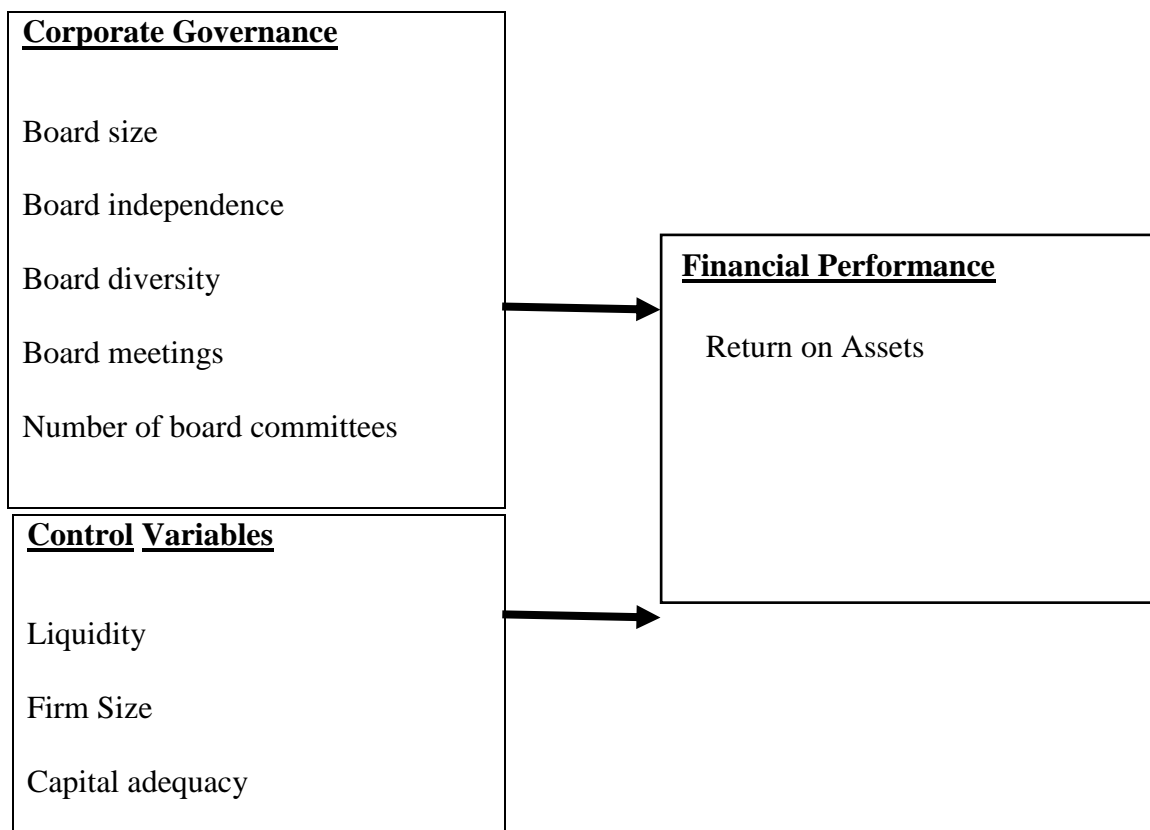 Corporate Governance
Board size
Board independence
Board diversity
Board meetings
Number of board committees
Financial Performance
Return on Assets
Control Variables
Liquidity
Firm Size
Capital adequacy